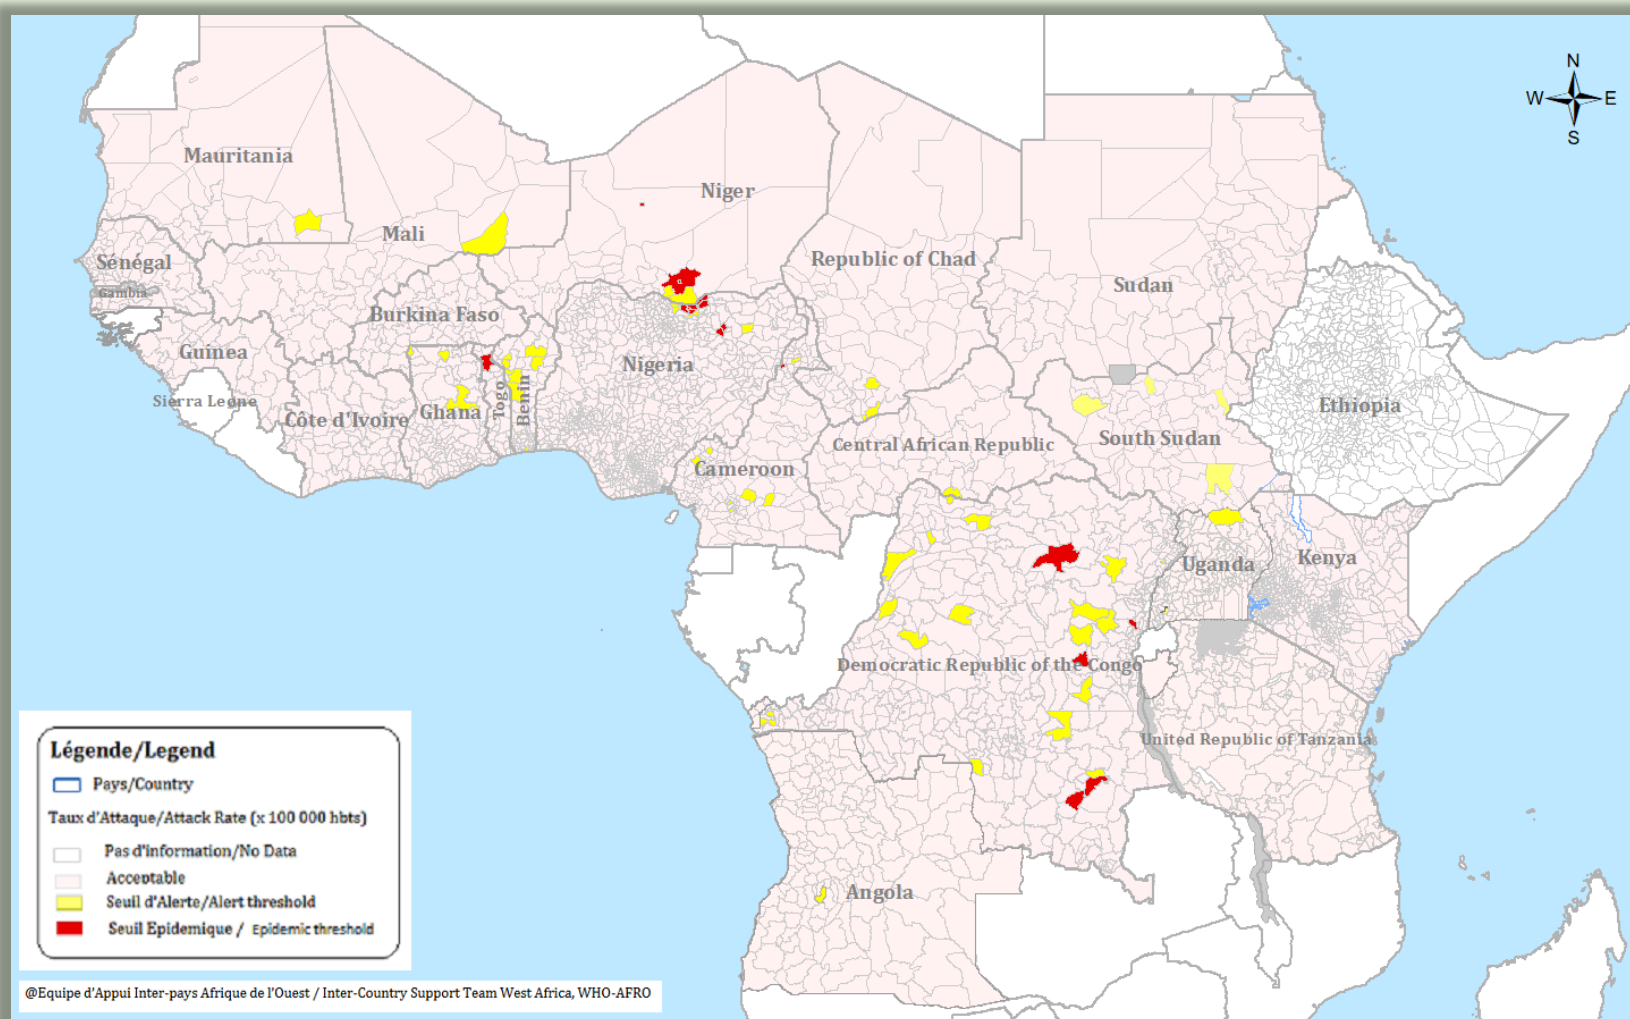 N
W E
S
Mauritania
Niger
Mali
Sénégal
Republic of Chad
Gambia
Sudan
Burkina Faso
Guinea
Nigeria
Sierra Leone
Côte d'Ivoire
Ghana
Togo
Benin
Ethiopia
Central African Republic
South Sudan
Cameroon
Uganda
Kenya
Democratic Republic of the Congo
United Republic of Tanzania
Angola
Légende/Legend
Pays/Country
Taux d'Attaque/Attack Rate (x 100 000 hbts)
Pas d'information/No Data
Acceptable
Seuil d'Alerte/Alert threshold
Seuil Epidemique / Epidemic threshold
@Equipe d'Appui Inter-pays Afrique de l'Ouest / Inter-Country Support Team West Africa, WHO-AFRO